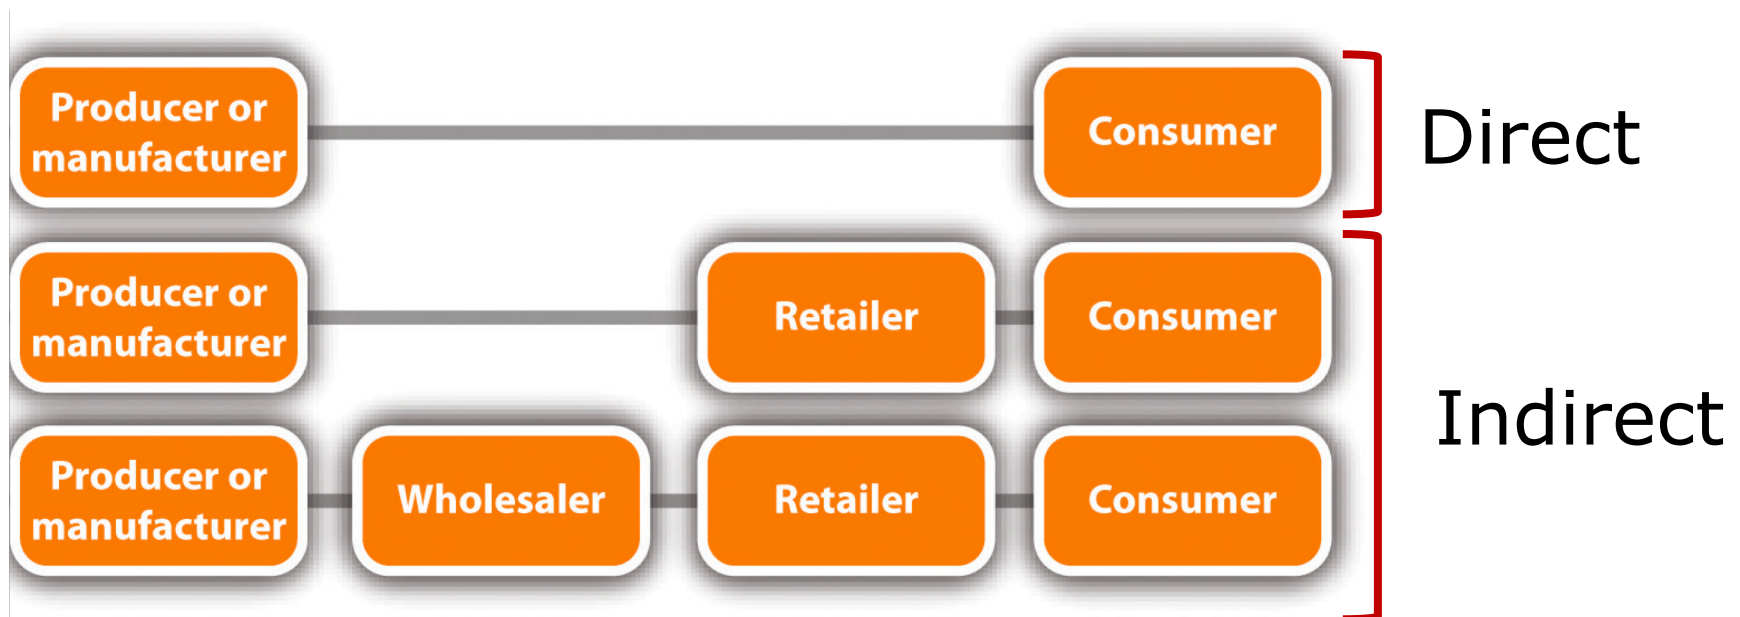 Producer or
manufacturer
Consumer
Direct
Producer or
manufacturer
Retailer
Consumer
Indirect
Producer or
manufacturer
Wholesaler
Retailer
Consumer